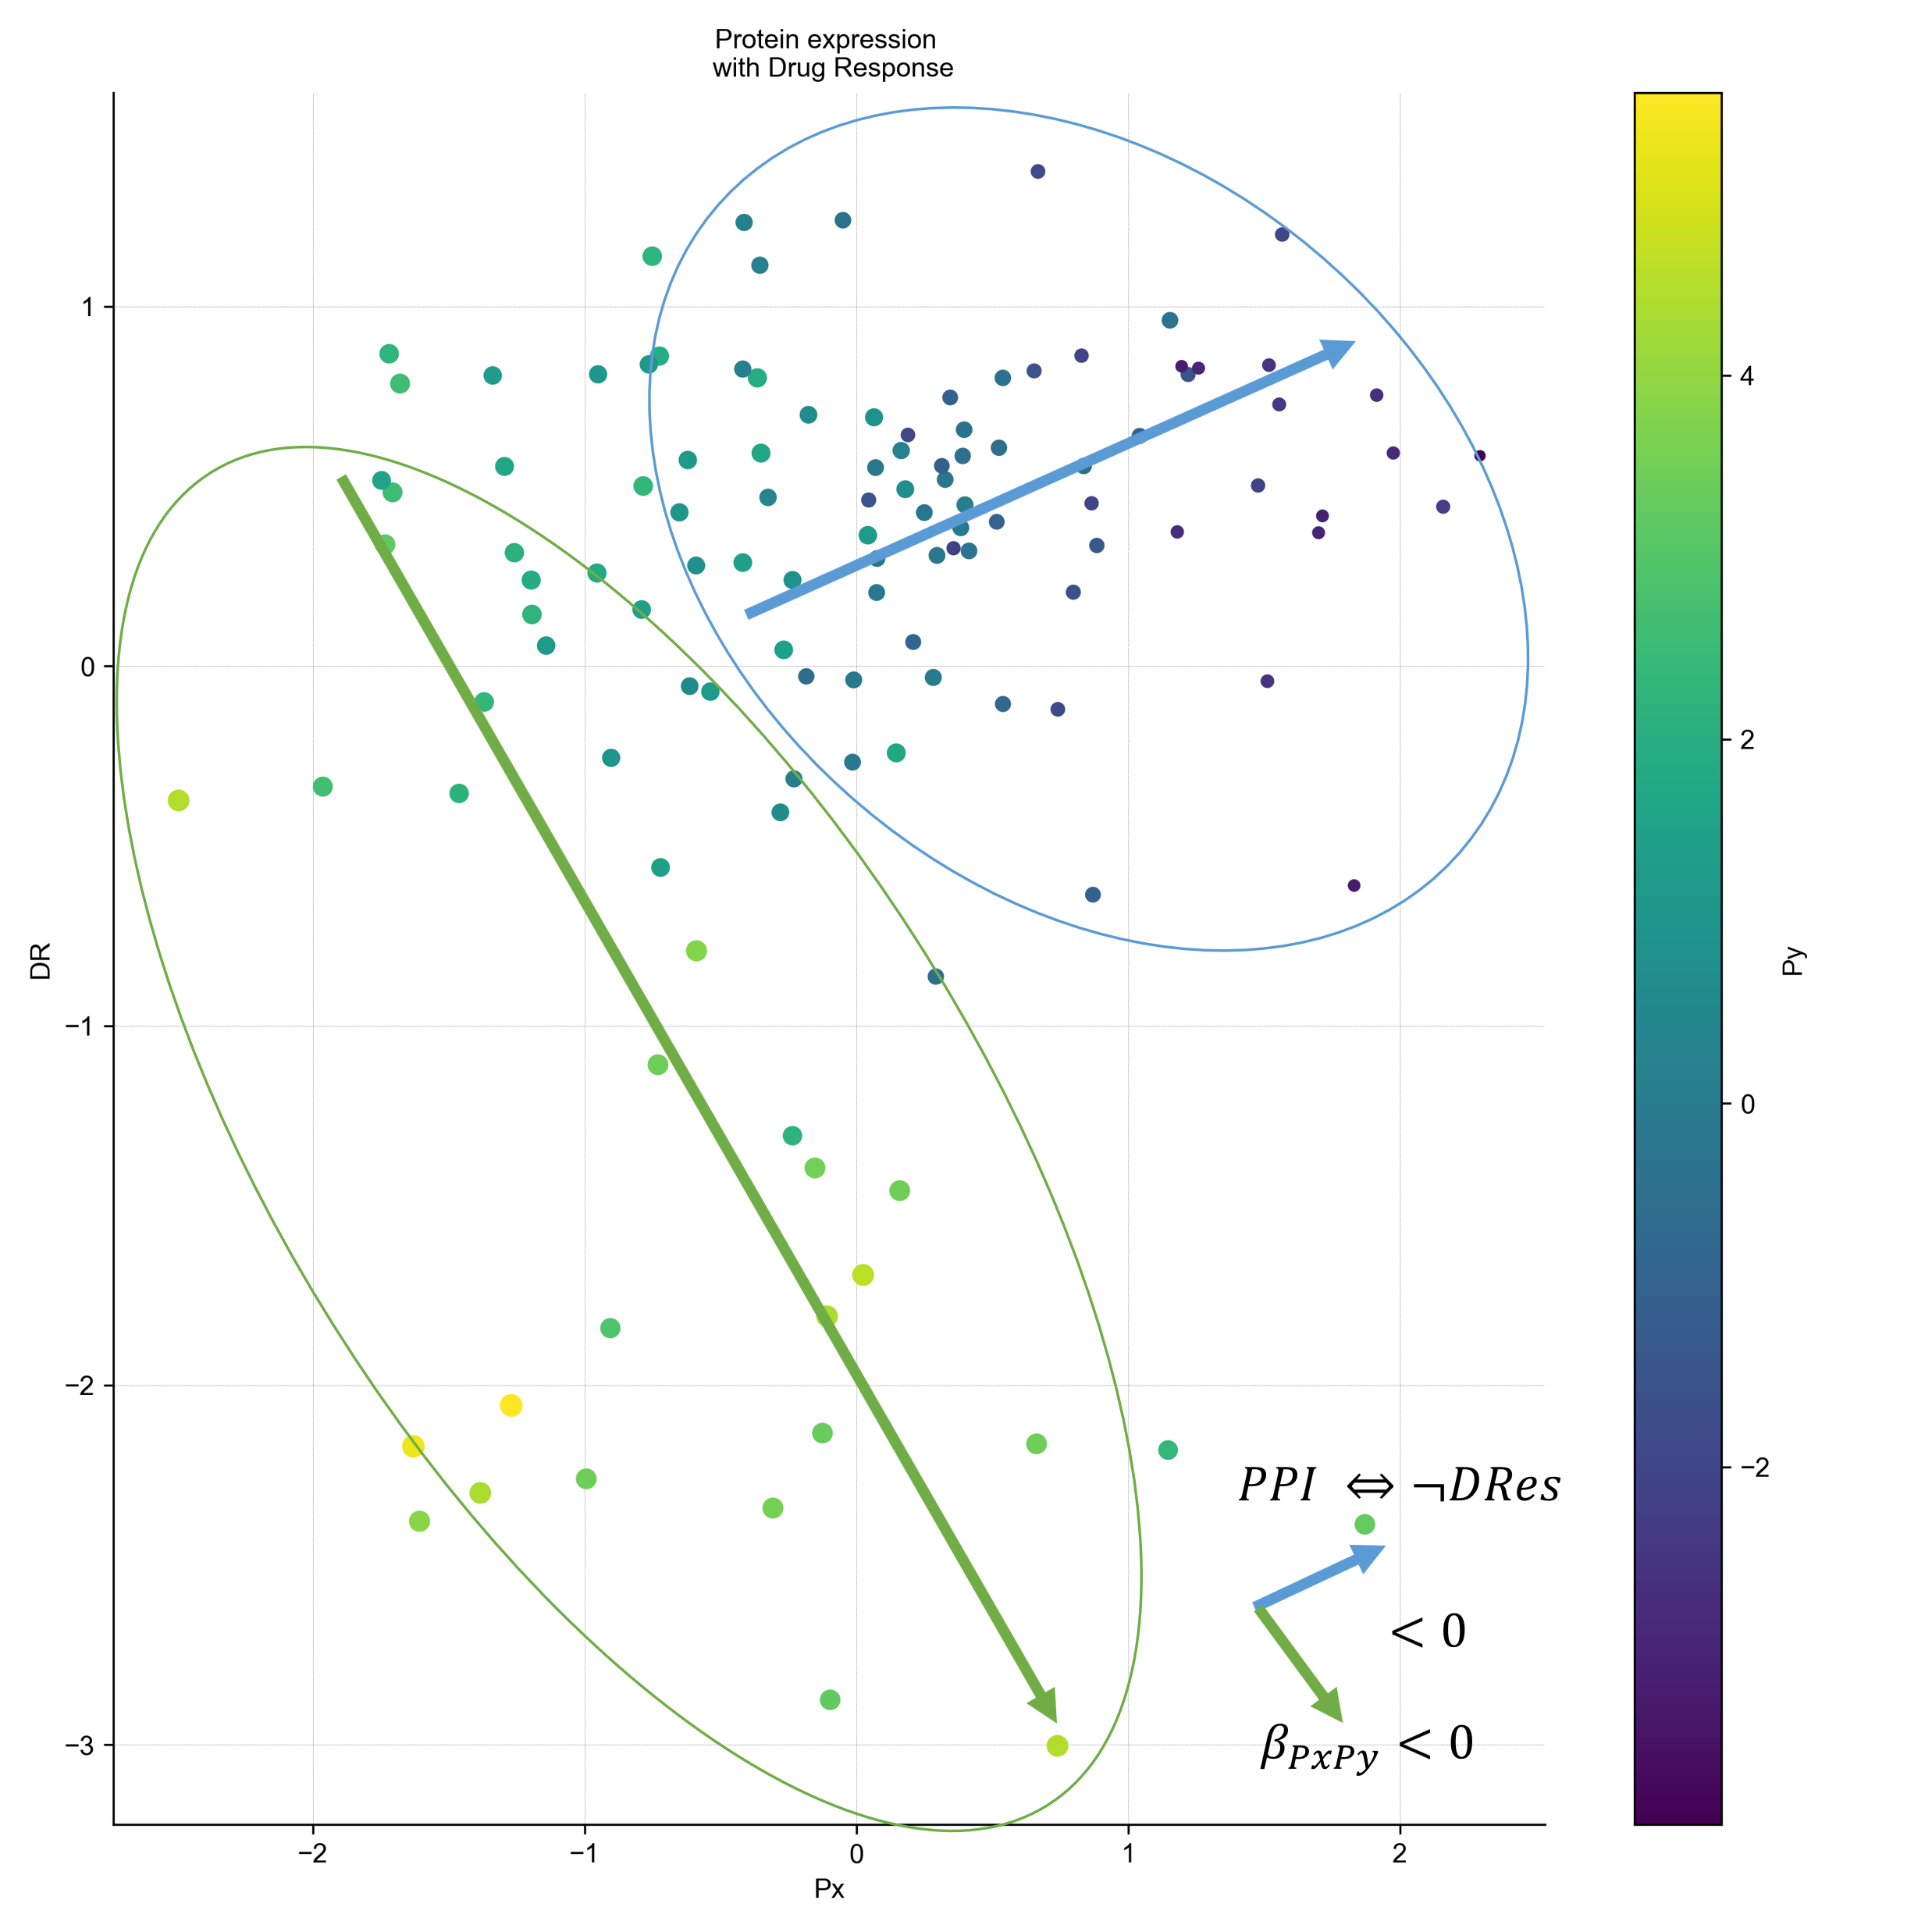 Protein expression
with Drug Response
1
0
−1
−2
−3
DR
−2
−1
0
1
2
Px
4
2
0
−2
Py
PPI ⇔ ¬DRes
< 0
βPxPy < 0